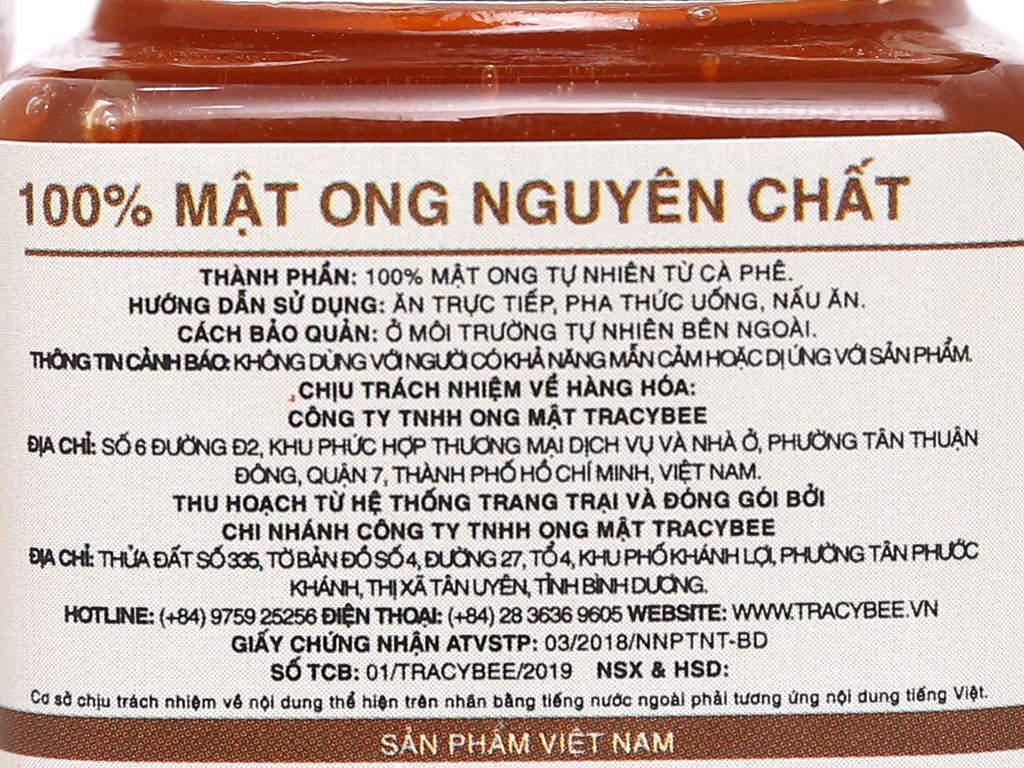 100% MẬT ONG NGUYÊN CHẤT
THÀNH PHẦN: 100% MẬT ONG TỰ NHIÊN TỪ CÀ PHÊ.
HƯỚNG DẪN SỬ DỤNG: ĂN TRỰC TIẾP, PHA THỨC UỐNG, NẤU ĂN.
CÁCH BẢO QUẢN: Ở MÔI TRƯỜNG TỰ NHIÊN BÊN NGOÀI.
THÔNG TIN CẢNH BÁO: KHÔNG DÙNG VỚI NGƯỜI CÓ KHẢ NĂNG MẪN CẢM HOẶC DỊ ỨNG VỚI SẢN PHẨM.
CHỊU TRÁCH NHIỆM VỀ HÀNG HÓA:
CÔNG TY TNHH ONG MẬT TRACYBEE
ĐỊA CHỈ: SỐ 6 ĐƯỜNG Đ2, KHU PHỨC HỢP THƯƠNG MẠI DỊCH VỤ VÀ NHÀ Ở, PHƯỜNG TÂN THUẬN
ĐÔNG, QUẬN 7, THÀNH PHỐ HỒ CHÍ MINH, VIỆT NAM.
THU HOẠCH TỪ HỆ THỐNG TRANG TRẠI VÀ ĐÓNG GÓI BỞI
CHI NHÁNH CÔNG TY TNHH ONG MẬT TRACYBEE
ĐỊA CHỈ: THỬA ĐẤT SỐ 335, TỜ BẢN ĐỒ SỐ 4, ĐƯỜNG 27, TỔ 4, KHU PHỐ KHÁNH LỢI, PHƯỜNG TÂN PHƯỚC
KHÁNH, THỊ XÃ TÂN UYÊN, TỈNH BÌNH DƯƠNG.
HOTLINE: (+84) 9759 25256 ĐIỆN THOẠI: (+84) 28 3636 9605 WEBSITE: WWW.TRACYBEE.VN
GIẤY CHỨNG NHẬN ATVSTP: 03/2018/NNPTNT-BD
SỐ TCB: 01/TRACYBEE/2019 NSX & HSD:
Cơ sở chịu trách nhiệm về nội dung thể hiện trên nhãn bằng tiếng nước ngoài phải tương ứng nội dung tiếng Việt.
SẢN PHẨM VIỆT NAM